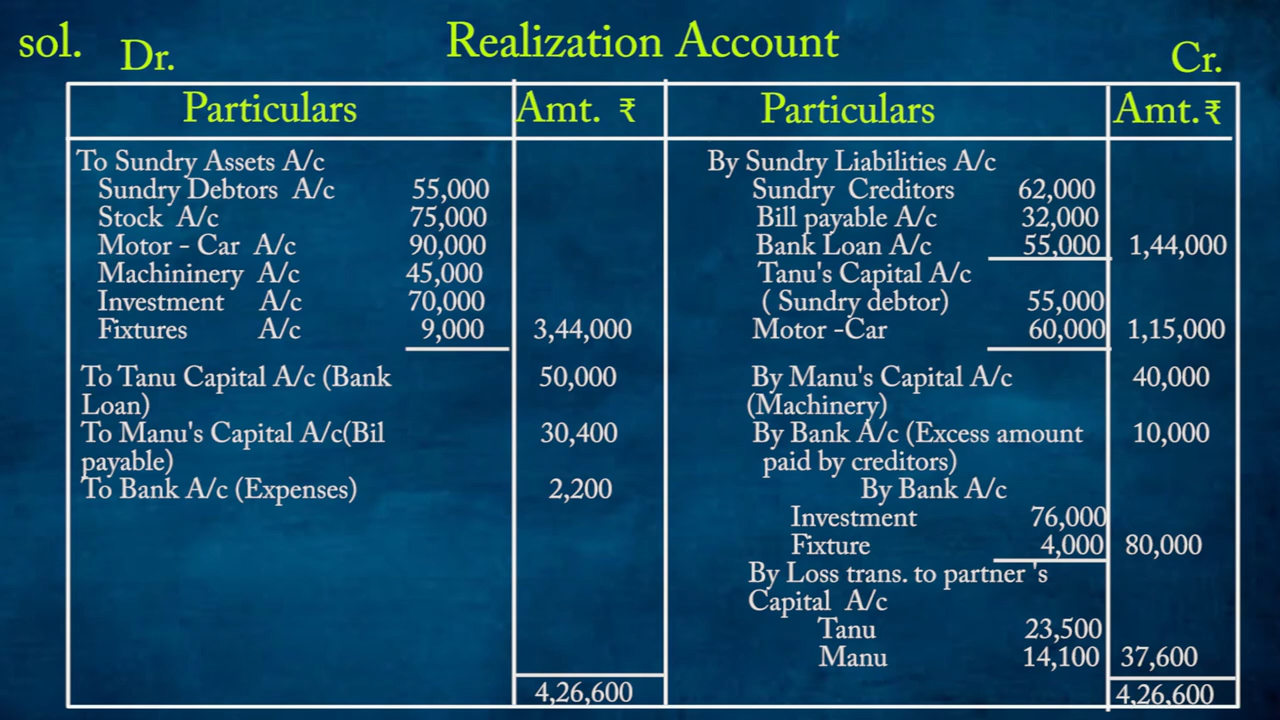 sol. Dr. Realization Account Cr.
Particulars Amt. ₹ Particulars Amt.₹
To Sundry Assets A/c
Sundry Debtors A/c 55,000
Stock A/c 75,000
Motor - Car A/c 90,000
Machininery A/c 45,000
Investment A/c 70,000
Fixtures A/c 9,000 3,44,000
To Tanu Capital A/c (Bank 50,000
Loan)
To Manu's Capital A/c(Bil 30,400
payable)
To Bank A/c (Expenses) 2,200
4,26,600
By Sundry Liabilities A/c
Sundry Creditors 62,000
Bill payable A/c 32,000
Bank Loan A/c 55,000 1,44,000
Tanu's Capital A/c
( Sundry debtor) 55,000
Motor -Car 60,000 1,15,000
By Manu's Capital A/c 40,000
(Machinery)
By Bank A/c (Excess amount 10,000
paid by creditors)
By Bank A/c
Investment 76,000
Fixture 4,000 80,000
By Loss trans. to partner 's
Capital A/c
Tanu 23,500
Manu 14,100 37,600
4,26,600